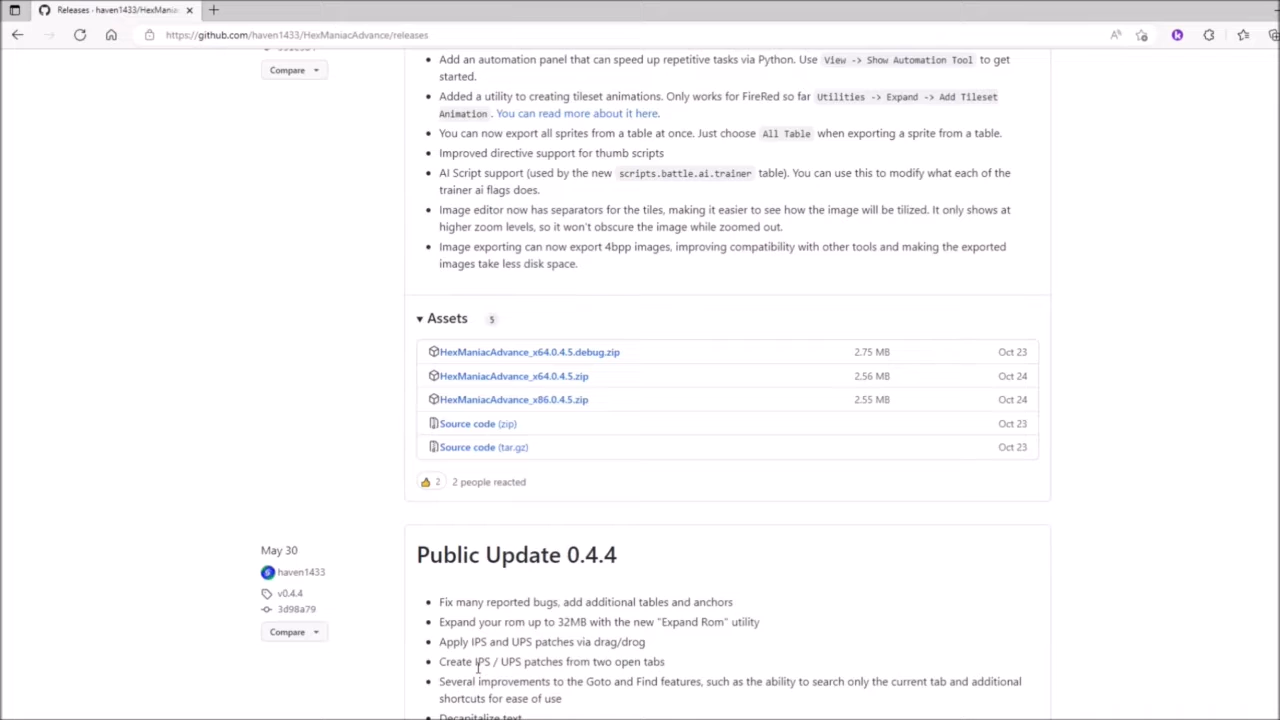 Releases · haven1433/HexMania
https://github.com/haven1433/HexManiacAdvance/releases
Compare
Add an automation panel that can speed up repetitive tasks via Python. Use View -> Show Automation Tool to get
started.
Added a utility to creating tileset animations. Only works for FireRed so far Utilities -> Expand -> Add Tileset
Animation . You can read more about it here.
You can now export all sprites from a table at once. Just choose All Table when exporting a sprite from a table.
Improved directive support for thumb scripts
AI Script support (used by the new scripts.battle.ai.trainer table). You can use this to modify what each of the
trainer ai flags does.
Image editor now has separators for the tiles, making it easier to see how the image will be tilized. It only shows at
higher zoom levels, so it won't obscure the image while zoomed out.
Image exporting can now export 4bpp images, improving compatibility with other tools and making the exported
images take less disk space.
Assets 5
HexManiacAdvance_x64.0.4.5.debug.zip 2.75 MB Oct 23
HexManiacAdvance_x64.0.4.5.zip 2.56 MB Oct 24
HexManiacAdvance_x86.0.4.5.zip 2.55 MB Oct 24
Source code (zip) Oct 23
Source code (tar.gz) Oct 23
2 2 people reacted
May 30
haven1433
v0.4.4
3d98a79
Compare
Public Update 0.4.4
Fix many reported bugs, add additional tables and anchors
Expand your rom up to 32MB with the new "Expand Rom" utility
Apply IPS and UPS patches via drag/drog
Create IPS / UPS patches from two open tabs
Several improvements to the Goto and Find features, such as the ability to search only the current tab and additional
shortcuts for ease of use
Decapitalize text